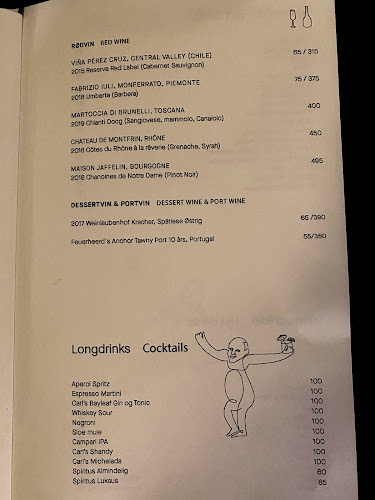 RØDVIN RED WINE
VIÑA PÉREZ CRUZ, CENTRAL VALLEY (CHILE) 65 / 315
2015 Reserva Red Label (Cabernet Sauvignon)
FABRIZIO IULI, MONFERRATO, PIEMONTE 75 / 375
2018 Umberta (Barbera)
MARTOCCIA DI BRUNELLI, TOSCANA 400
2019 Chianti Docg (Sangiovese, mammolo, Canaiolo)
CHATEAU DE MONTFRIN, RHÔNE 450
2018 Côtes du Rhône à la rêverie (Grenache, Syrah)
MAISON JAFFELIN, BOURGOGNE 495
2018 Chanoines de Notre Dame (Pinot Noir)
DESSERTVIN & PORTVIN DESSERT WINE & PORT WINE
2017 Weinlaubenhof Kracher, Spätlese Østrig 65 /390
Feuerheerd's Anchor Tawny Port 10 års, Portugal 55/350
Longdrinks Cocktails
Aperol Spritz 100
Espresso Martini 100
Carl's Bayleaf Gin og Tonic 100
Whiskey Sour 100
Negroni 100
Sloe mule 100
Campari IPA 100
Carl's Shandy 100
Carl's Michelada 100
Spiritus Almindelig 60
Spiritus Luksus 85